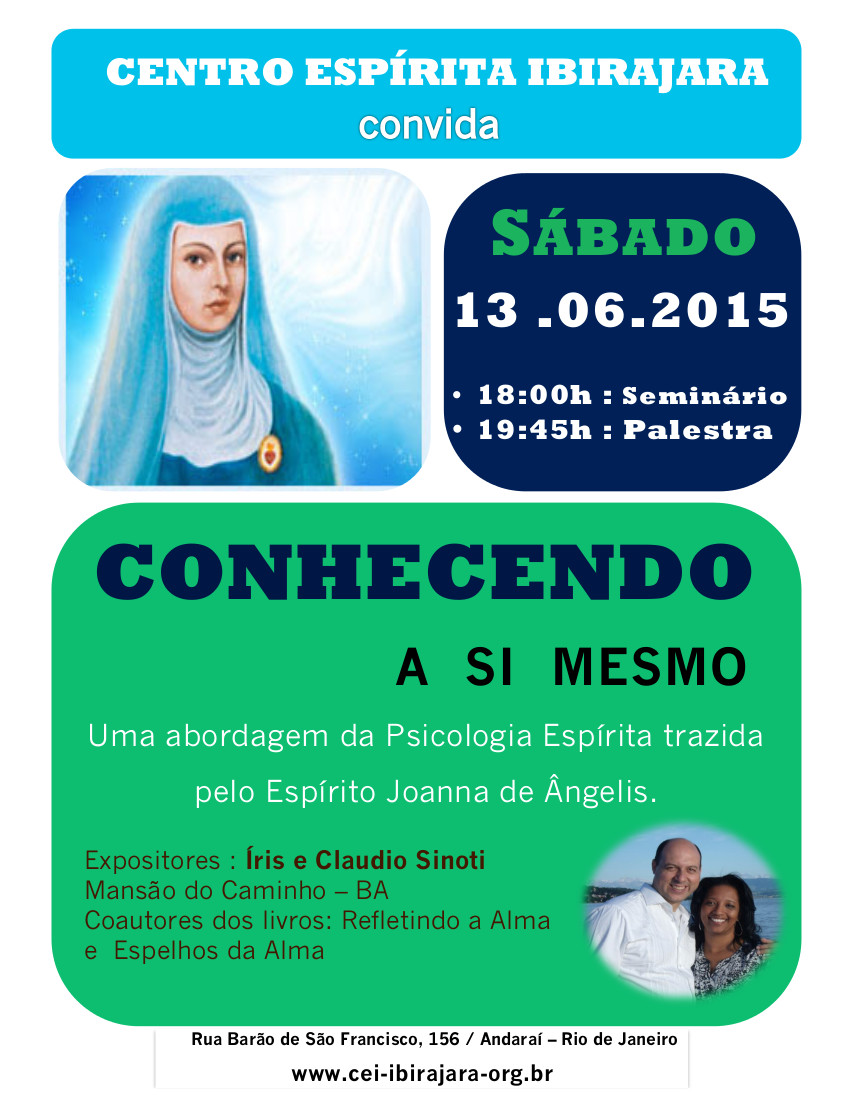 CENTRO ESPÍRITA IBIRAJARA
convida
SÁBADO
13 .06.2015
• 18:00h : Seminário
• 19:45h : Palestra
CONHECENDO
A SI MESMO
Uma abordagem da Psicologia Espírita trazida
pelo Espírito Joanna de Ângelis.
Expositores : Íris e Claudio Sinoti
Mansão do Caminho – BA
Coautores dos livros: Refletindo a Alma
e Espelhos da Alma
Rua Barão de São Francisco, 156 / Andaraí – Rio de Janeiro
www.cei-ibirajara-org.br